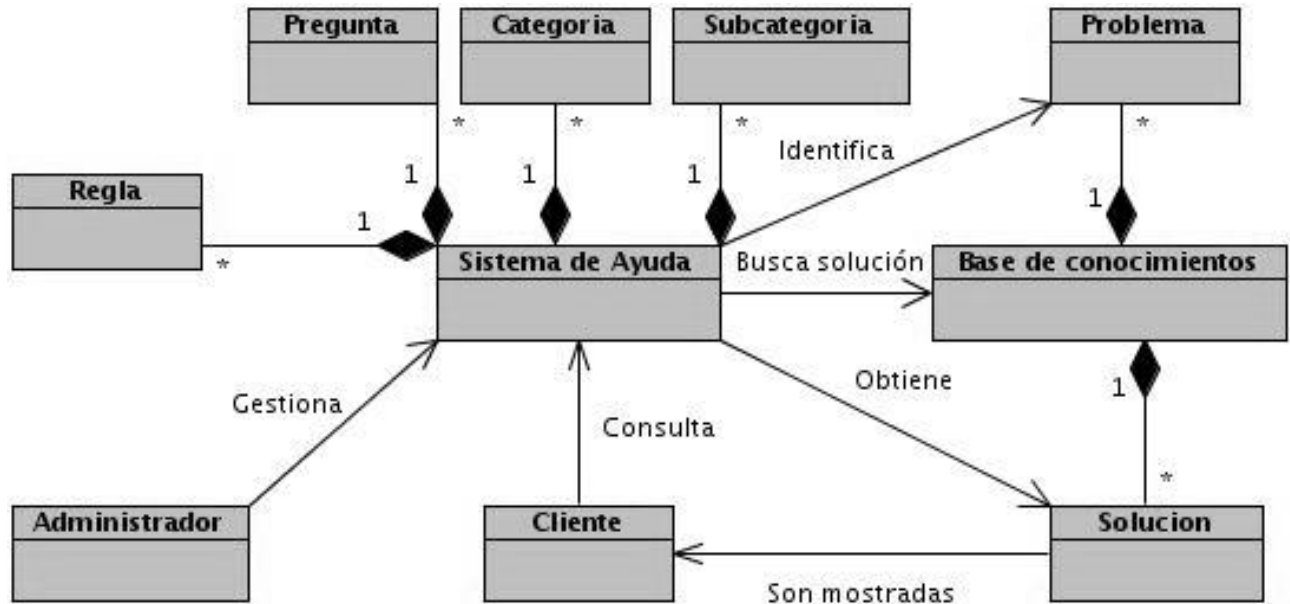 Pregunta
Categoria
Subcategoria
Problema
*
*
*
*
Identifica
1
1
1
1
Regla
1
*
Sistema de Ayuda
Busca solución
Base de conocimientos
Obtiene
1
Gestiona
Consulta
*
Administrador
Cliente
Solucion
Son mostradas